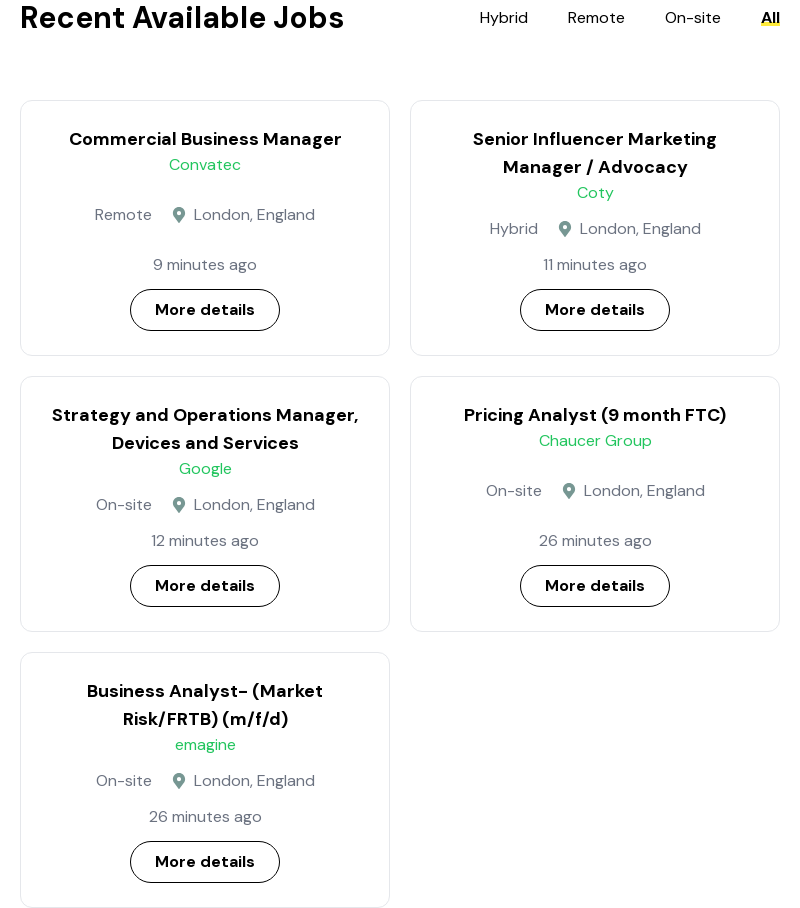 Recent Available Jobs
Hybrid
Remote
On-site
All
Commercial Business Manager
Convatec
Remote
London, England
9 minutes ago
More details
Senior Influencer Marketing
Manager / Advocacy
Coty
Hybrid
London, England
11 minutes ago
More details
Strategy and Operations Manager,
Devices and Services
Google
On-site
London, England
12 minutes ago
More details
Pricing Analyst (9 month FTC)
Chaucer Group
On-site
London, England
26 minutes ago
More details
Business Analyst- (Market
Risk/FRTB) (m/f/d)
emagine
On-site
London, England
26 minutes ago
More details